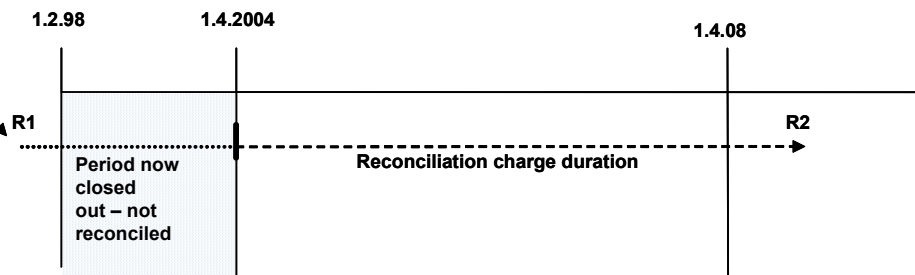 1.2.98
1.4.2004
1.4.08
R1
R2
Reconciliation charge duration
Period now
closed
out – not
reconciled